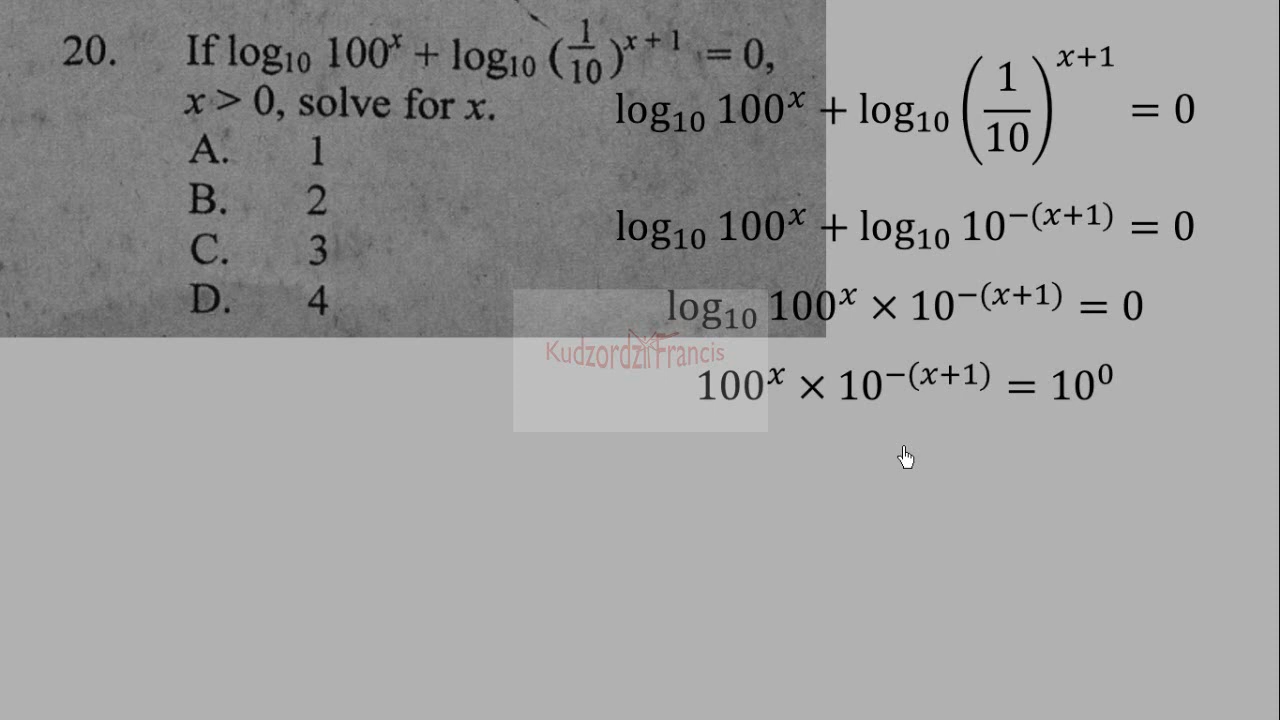 20. If log₁₀ 100ˣ + log₁₀ (1/10)ˣ⁺¹ = 0,
x > 0, solve for x.
A. 1
B. 2
C. 3
D. 4
log₁₀ 100ˣ + log₁₀ (1/10)ˣ⁺¹ = 0
log₁₀ 100ˣ + log₁₀ 10⁻⁽ˣ⁺¹⁾ = 0
log₁₀ 100ˣ × 10⁻⁽ˣ⁺¹⁾ = 0
100ˣ × 10⁻⁽ˣ⁺¹⁾ = 10⁰
Kudzordzi Francis